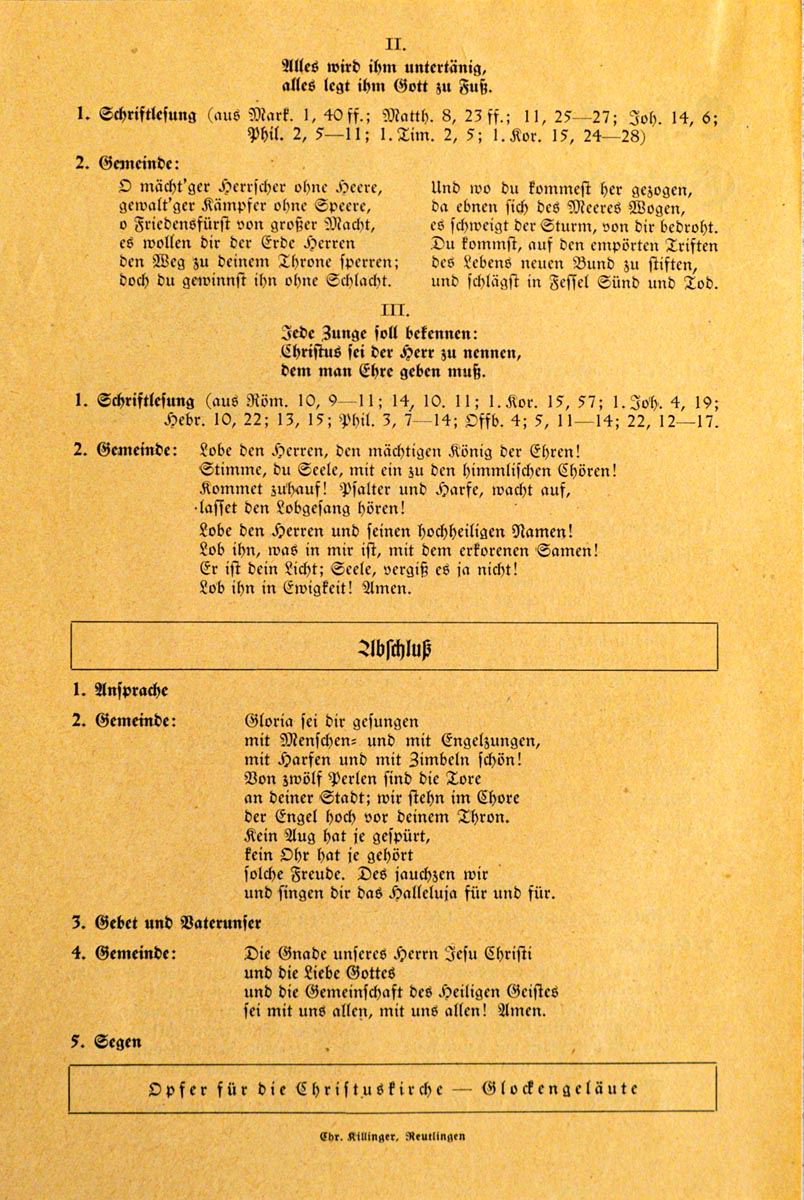 II.
Alles wird ihm untertänig,
alles legt ihm Gott zu Fuß.
1. Schriftlesung (aus Mark. 1, 40 ff.; Matth. 8, 23 ff.; 11, 25—27; Joh. 14, 6;
Phil. 2, 5—11; 1. Tim. 2, 5; 1. Kor. 15, 24—28)
2. Gemeinde:
O mächt'ger Herrscher ohne Heere,
gewalt'ger Kämpfer ohne Speere,
o Friedensfürst von großer Macht,
es wollen dir der Erde Herren
den Weg zu deinem Throne sperren;
doch du gewinnst ihn ohne Schlacht.
Und wo du kommest her gezogen,
da ebnen sich des Meeres Wogen,
es schweigt der Sturm, von dir bedroht.
Du kommst, auf den empörten Triften
des Lebens neuen Bund zu stiften,
und schlägst in Fessel Sünd und Tod.
III.
Jede Zunge soll bekennen:
Christus sei der Herr zu nennen,
dem man Ehre geben muß.
1. Schriftlesung (aus Röm. 10, 9—11; 14, 10. 11; 1. Kor. 15, 57; 1. Joh. 4, 19;
Hebr. 10, 22; 13, 15; Phil. 3, 7—14; Offb. 4; 5, 11—14; 22, 12—17.
2. Gemeinde: Lobe den Herren, den mächtigen König der Ehren!
Stimme, du Seele, mit ein zu den himmlischen Chören!
Kommet zuhauf! Psalter und Harfe, wacht auf,
lasset den Lobgesang hören!
Lobe den Herren und seinen hochheiligen Namen!
Lob ihn, was in mir ist, mit dem erkorenen Samen!
Er ist dein Licht; Seele, vergiß es ja nicht!
Lob ihn in Ewigkeit! Amen.
Abschluß
1. Ansprache
2. Gemeinde: Gloria sei dir gesungen
mit Menschen- und mit Engelzungen,
mit Harfen und mit Zimbeln schön!
Von zwölf Perlen sind die Tore
an deiner Stadt; wir stehn im Chore
der Engel hoch vor deinem Thron.
Kein Aug hat je gespürt,
kein Ohr hat je gehört
solche Freude. Des jauchzen wir
und singen dir das Halleluja für und für.
3. Gebet und Vaterunser
4. Gemeinde: Die Gnade unseres Herrn Jesu Christi
und die Liebe Gottes
und die Gemeinschaft des Heiligen Geistes
sei mit uns allen, mit uns allen! Amen.
5. Segen
Opfer für die Christuskirche — Glockengeläute
Chr. Killinger, Reutlingen